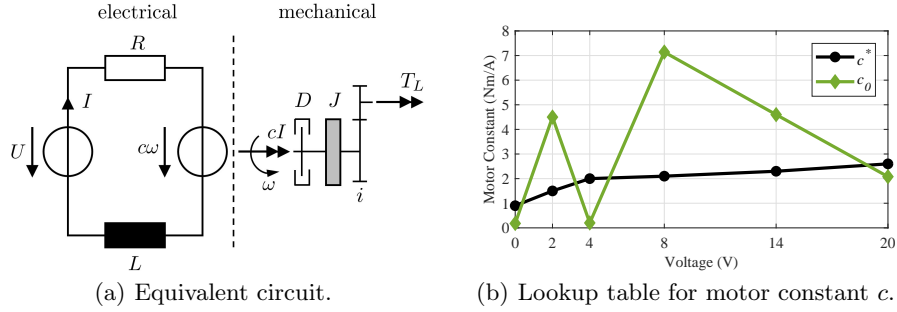 electrical
mechanical
R
I
U
cω
L
D
J
cI
ω
i
T_L
Motor Constant (Nm/A)
8
7
6
5
4
3
2
1
0
c*
c_0
0
2
4
8
14
20
Voltage (V)
(a) Equivalent circuit.
(b) Lookup table for motor constant c.